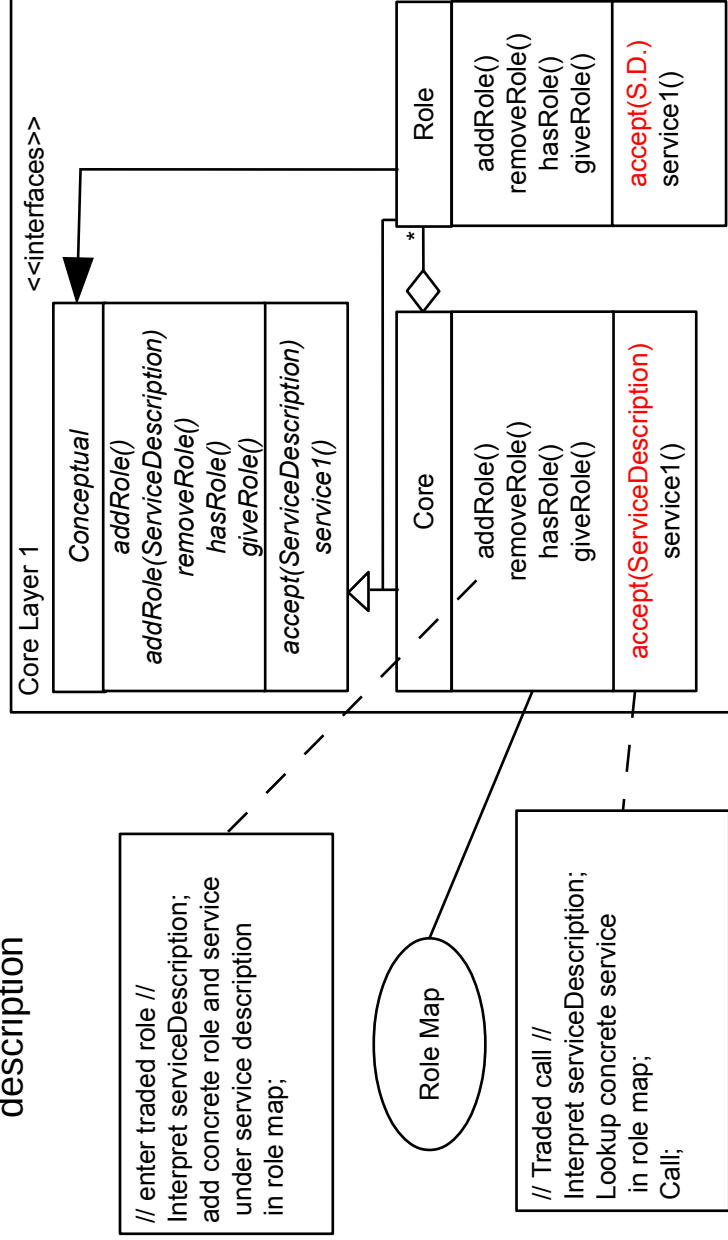 description
// enter traded role //
Interpret serviceDescription;
add concrete role and service
under service description
in role map;
Role Map
// Traded call //
Interpret serviceDescription;
Lookup concrete service
in role map;
Call;
Core Layer 1
<<interfaces>>
Conceptual
addRole()
addRole(ServiceDescription)
removeRole()
hasRole()
giveRole()
accept(ServiceDescription)
service1()
Core
addRole()
removeRole()
hasRole()
giveRole()
accept(ServiceDescription)
service1()
*
Role
addRole()
removeRole()
hasRole()
giveRole()
accept(S.D.)
service1()